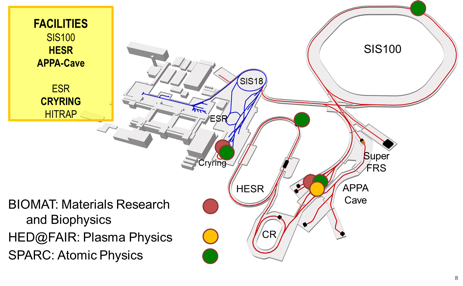 FACILITIES
SIS100
HESR
APPA-Cave
ESR
CRYRING
HITRAP
SIS100
SIS18
ESR
Cryring
HESR
Super
FRS
APPA
Cave
CR
BIOMAT: Materials Research
and Biophysics
HED@FAIR: Plasma Physics
SPARC: Atomic Physics
8